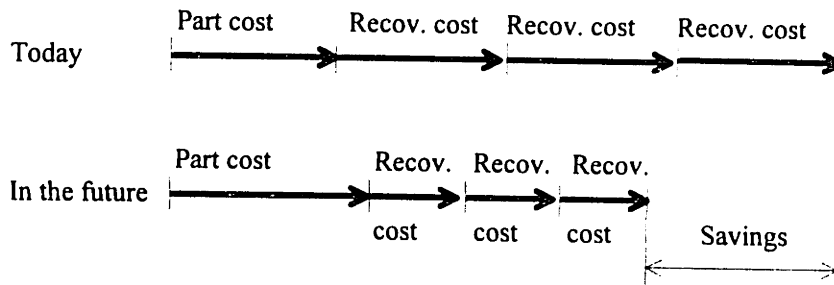 Part cost Recov. cost Recov. cost Recov. cost
Today
Part cost Recov. Recov. Recov.
In the future
cost cost cost Savings